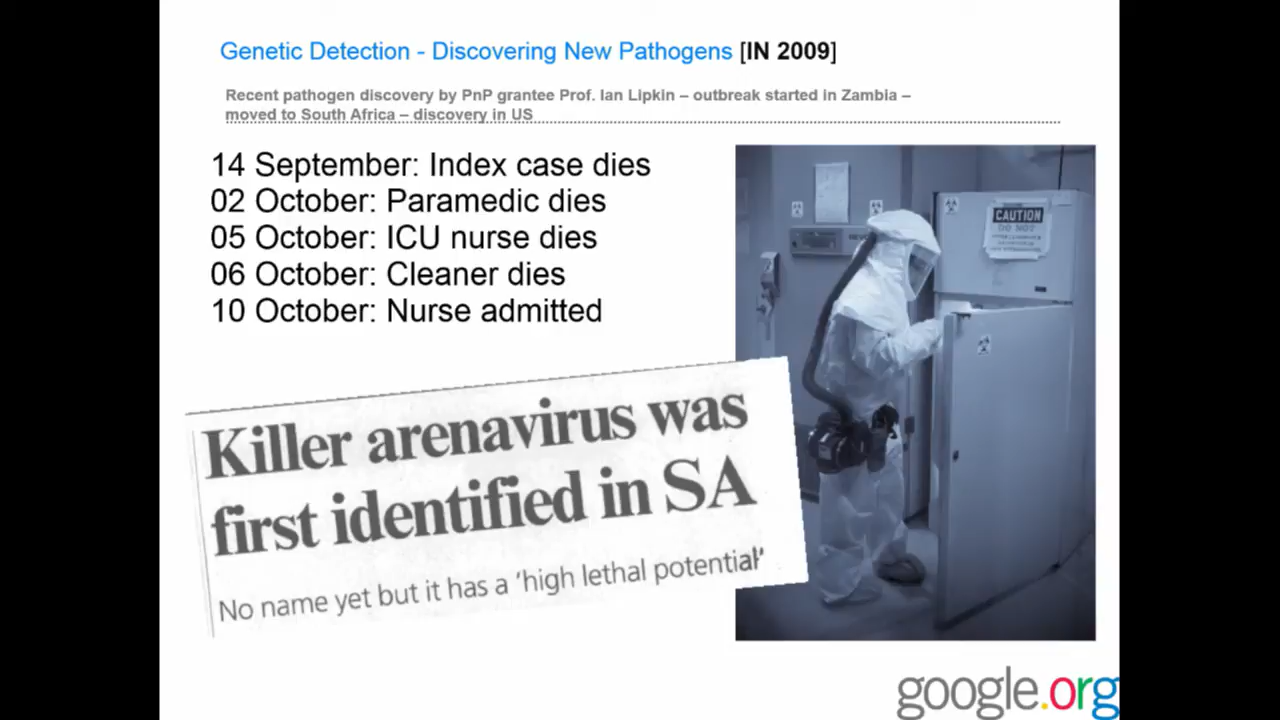 Genetic Detection - Discovering New Pathogens [IN 2009]
Recent pathogen discovery by PnP grantee Prof. Ian Lipkin – outbreak started in Zambia –
moved to South Africa – discovery in US
14 September: Index case dies
02 October: Paramedic dies
05 October: ICU nurse dies
06 October: Cleaner dies
10 October: Nurse admitted
CAUTION
DO NOT
Killer arenavirus was
first identified in SA
No name yet but it has a 'high lethal potential'
google.org